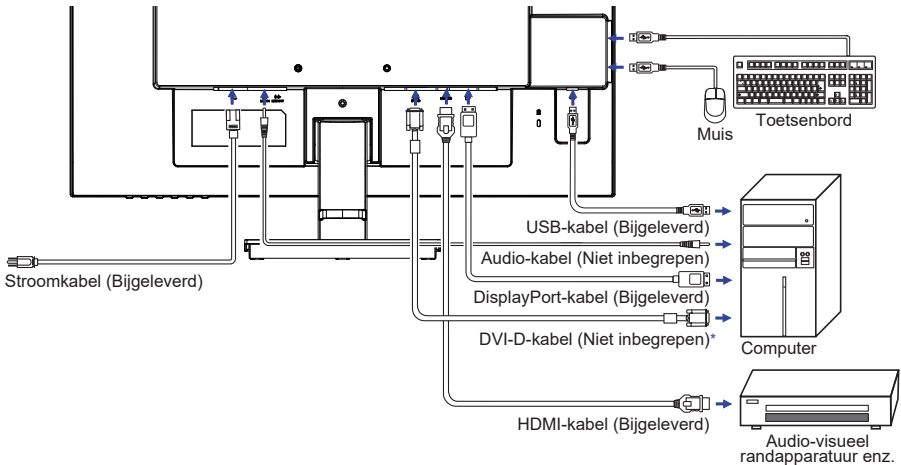 Muis
Toetsenbord
USB-kabel (Bijgeleverd)
Audio-kabel (Niet inbegrepen)
Stroomkabel (Bijgeleverd)
DisplayPort-kabel (Bijgeleverd)
DVI-D-kabel (Niet inbegrepen)*
Computer
HDMI-kabel (Bijgeleverd)
Audio-visueel
randapparatuur enz.